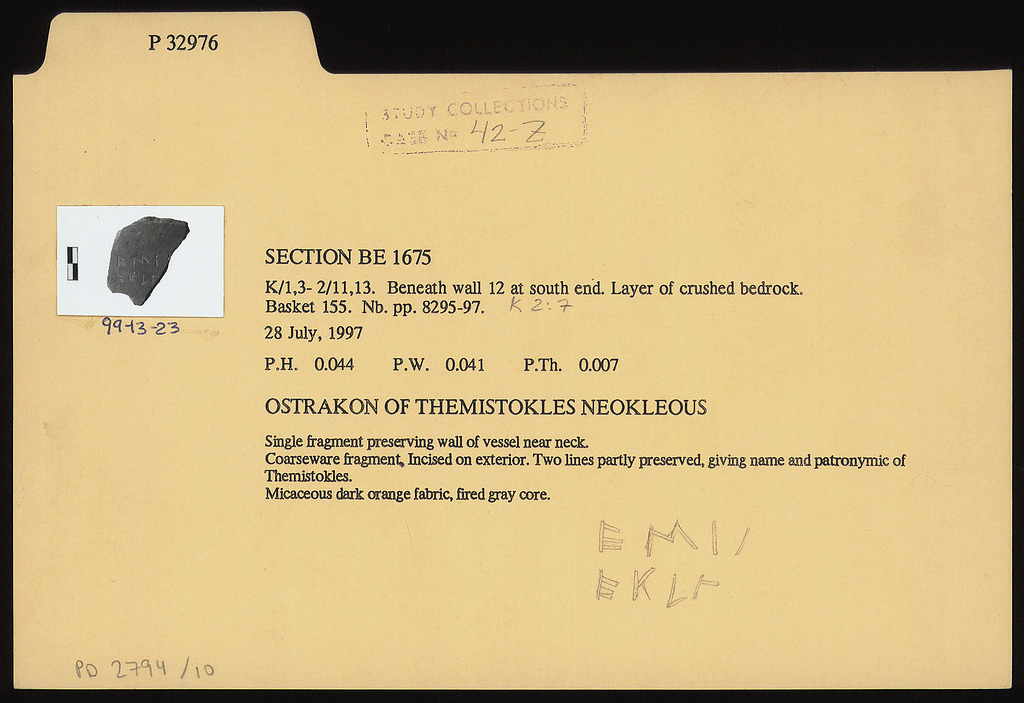 P 32976
STUDY COLLECTIONS
CASE No 42-Z
SECTION BE 1675
K/1,3- 2/11,13. Beneath wall 12 at south end. Layer of crushed bedrock.
Basket 155. Nb. pp. 8295-97. K 2:7
99-13-23
28 July, 1997
P.H. 0.044 P.W. 0.041 P.Th. 0.007
OSTRAKON OF THEMISTOKLES NEOKLEOUS
Single fragment preserving wall of vessel near neck.
Coarseware fragment, Incised on exterior. Two lines partly preserved, giving name and patronymic of
Themistokles.
Micaceous dark orange fabric, fired gray core.
EMI
EKL
PD 2794/10